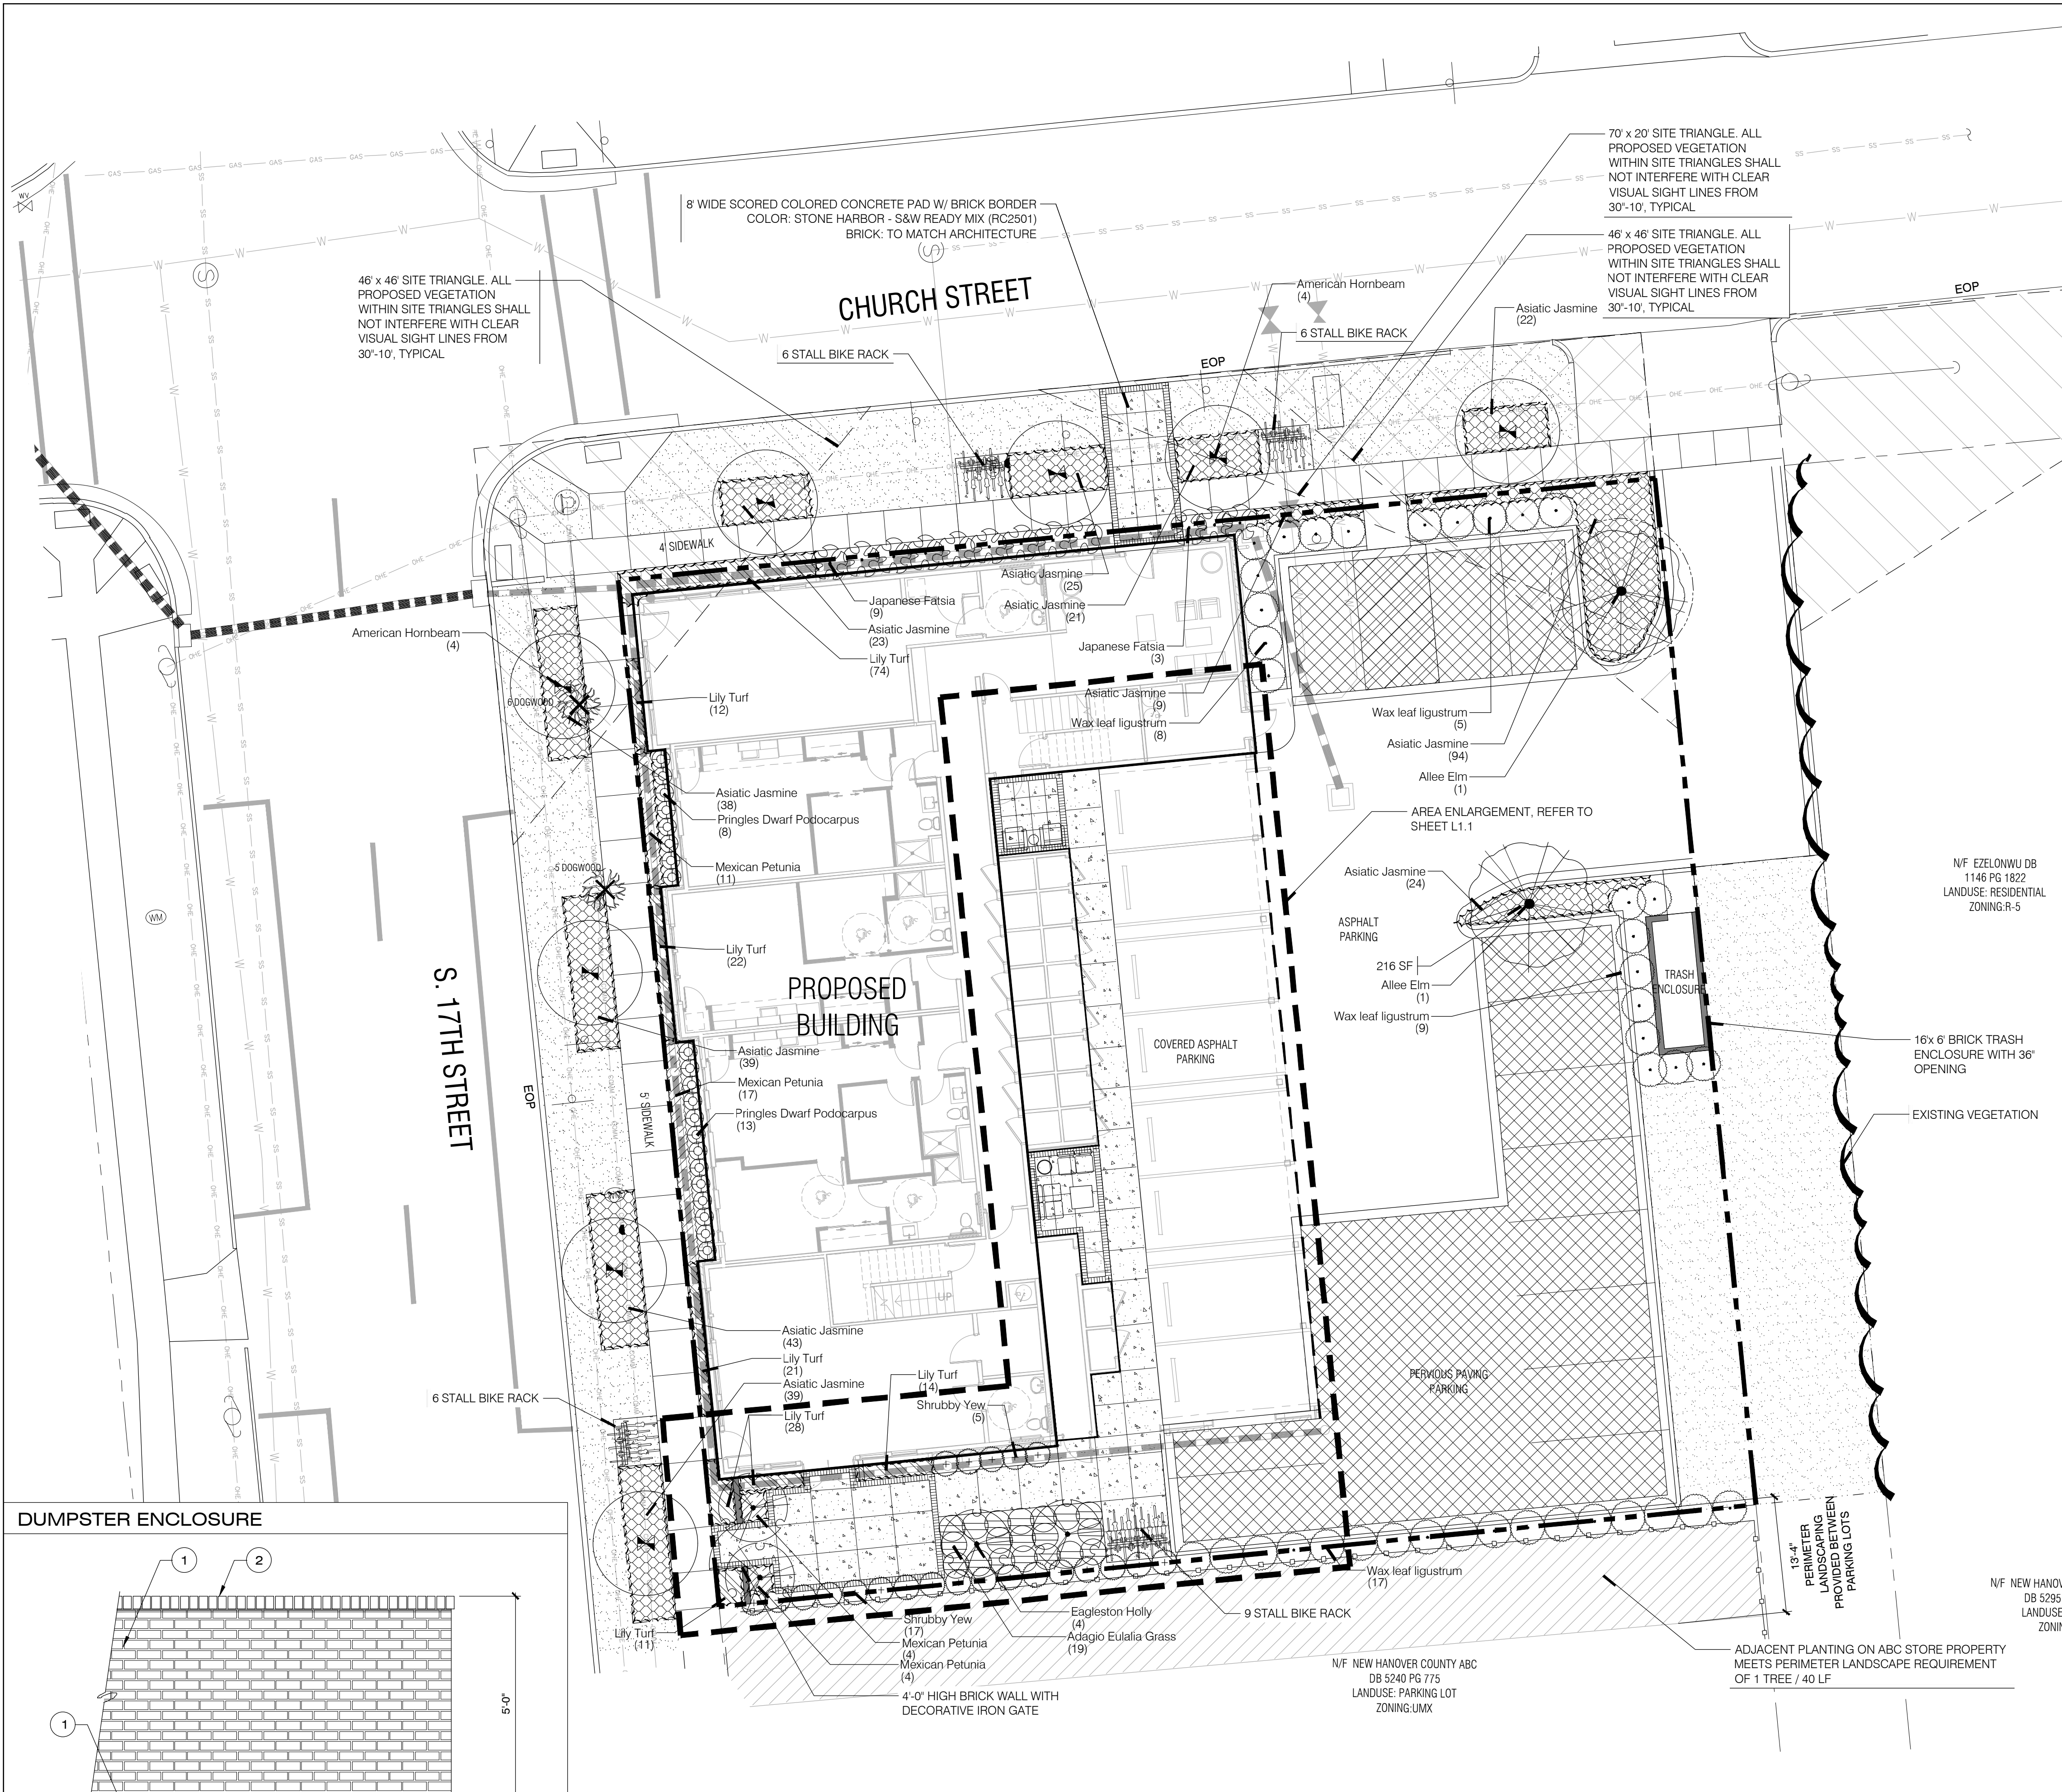 70' x 20' SITE TRIANGLE. ALL
PROPOSED VEGETATION
WITHIN SITE TRIANGLES SHALL
NOT INTERFERE WITH CLEAR
VISUAL SIGHT LINES FROM
30"-10', TYPICAL
8' WIDE SCORED COLORED CONCRETE PAD W/ BRICK BORDER
COLOR: STONE HARBOR - S&W READY MIX (RC2501)
BRICK: TO MATCH ARCHITECTURE
46' x 46' SITE TRIANGLE. ALL
PROPOSED VEGETATION
WITHIN SITE TRIANGLES SHALL
NOT INTERFERE WITH CLEAR
VISUAL SIGHT LINES FROM
30"-10', TYPICAL
46' x 46' SITE TRIANGLE. ALL
PROPOSED VEGETATION
WITHIN SITE TRIANGLES SHALL
NOT INTERFERE WITH CLEAR
VISUAL SIGHT LINES FROM
30"-10', TYPICAL
CHURCH STREET
American Hornbeam
(4)
Asiatic Jasmine
(22)
6 STALL BIKE RACK
6 STALL BIKE RACK
EOP
EOP
WV
GAS
SS
W
OHE
4' SIDEWALK
Asiatic Jasmine
(25)
Japanese Fatsia
(9)
Asiatic Jasmine
(21)
Asiatic Jasmine
(23)
American Hornbeam
(4)
Japanese Fatsia
(3)
Lily Turf
(74)
6 DOGWOOD
Lily Turf
(12)
Asiatic Jasmine
(9)
Wax leaf ligustrum
(8)
Wax leaf ligustrum
(5)
Asiatic Jasmine
(94)
Allee Elm
(1)
Asiatic Jasmine
(38)
Pringles Dwarf Podocarpus
(8)
AREA ENLARGEMENT, REFER TO
SHEET L1.1
5 DOGWOOD
Mexican Petunia
(11)
Asiatic Jasmine
(24)
N/F EZELONWU DB
1146 PG 1822
LANDUSE: RESIDENTIAL
ZONING:R-5
WM
ASPHALT
PARKING
Lily Turf
(22)
216 SF
Allee Elm
(1)
TRASH
ENCLOSURE
Wax leaf ligustrum
(9)
S. 17TH STREET
PROPOSED
BUILDING
COVERED ASPHALT
PARKING
16'x 6' BRICK TRASH
ENCLOSURE WITH 36"
OPENING
Asiatic Jasmine
(39)
Mexican Petunia
(17)
Pringles Dwarf Podocarpus
(13)
EOP
5' SIDEWALK
COMM
EXISTING VEGETATION
UP
Asiatic Jasmine
(43)
Lily Turf
(21)
Asiatic Jasmine
(39)
Lily Turf
(28)
Lily Turf
(14)
Shrubby Yew
(5)
6 STALL BIKE RACK
PERVIOUS PAVING
PARKING
13'-4"
PERIMETER
LANDSCAPING
PROVIDED BETWEEN
PARKING LOTS
Wax leaf ligustrum
(17)
Eagleston Holly
(4)
9 STALL BIKE RACK
Adagio Eulalia Grass
(19)
Shrubby Yew
(17)
Lily Turf
(11)
Mexican Petunia
(4)
Mexican Petunia
(4)
4'-0" HIGH BRICK WALL WITH
DECORATIVE IRON GATE
N/F NEW HANOVER COUNTY ABC
DB 5240 PG 775
LANDUSE: PARKING LOT
ZONING:UMX
ADJACENT PLANTING ON ABC STORE PROPERTY
MEETS PERIMETER LANDSCAPE REQUIREMENT
OF 1 TREE / 40 LF
N/F NEW HANOV
DB 5295
LANDUSE
ZONIN
DUMPSTER ENCLOSURE
1
2
1
5'-0"